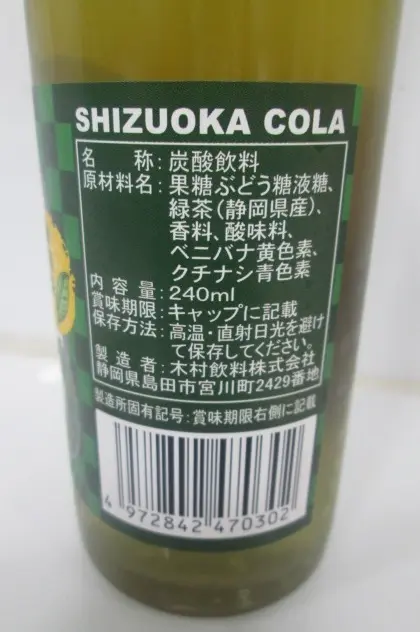 SHIZUOKA COLA
名　　称：炭酸飲料
原材料名：果糖ぶどう糖液糖、
緑茶（静岡県産）、
香料、酸味料、
ベニバナ黄色素、
クチナシ青色素
内 容 量：240ml
賞味期限：キャップに記載
保存方法：高温・直射日光を避け
て保存してください。
製 造 者：木村飲料株式会社
静岡県島田市宮川町2429番地
製造所固有記号：賞味期限右側に記載
4 972842 470302